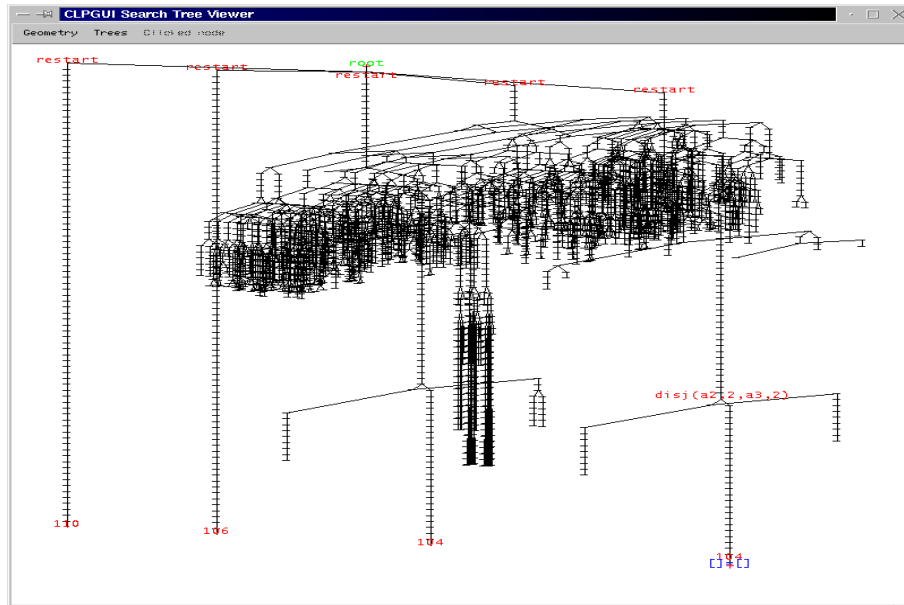 CLPGUI Search Tree Viewer
Geometry Trees Clicked node
restart
restart
root
restart
restart
restart
disj(a2,2,a3,2)
110
106
104
104
[]=[]